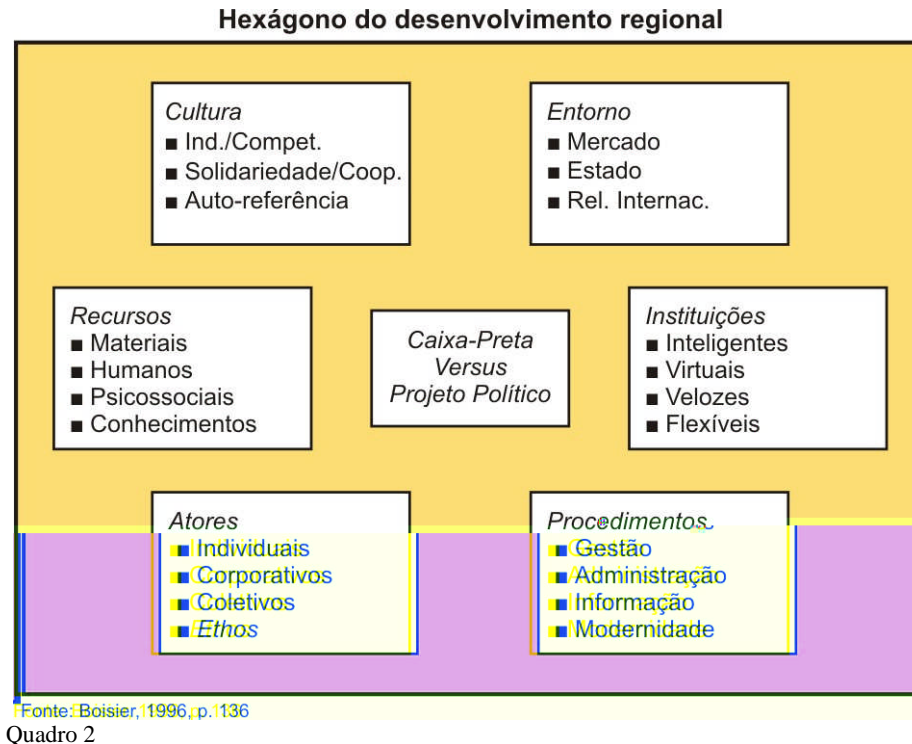 Hexágono do desenvolvimento regional
Cultura
■ Ind./Compet.
■ Solidariedade/Coop.
■ Auto-referência
Entorno
■ Mercado
■ Estado
■ Rel. Internac.
Recursos
■ Materiais
■ Humanos
■ Psicossociais
■ Conhecimentos
Caixa-Preta
Versus
Projeto Político
Instituições
■ Inteligentes
■ Virtuais
■ Velozes
■ Flexíveis
Atores
■ Individuais
■ Corporativos
■ Coletivos
■ Ethos
Procedimentos
■ Gestão
■ Administração
■ Informação
■ Modernidade
Fonte: Boisier, 1996, p. 136
Quadro 2